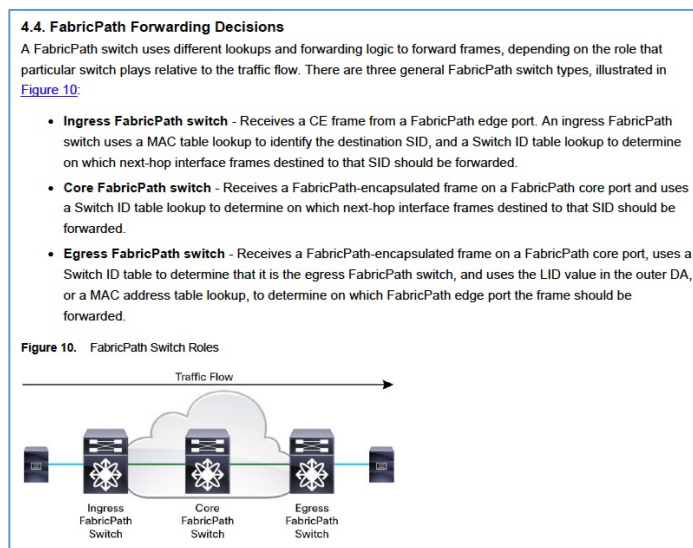 4.4. FabricPath Forwarding Decisions
A FabricPath switch uses different lookups and forwarding logic to forward frames, depending on the role that
particular switch plays relative to the traffic flow. There are three general FabricPath switch types, illustrated in
Figure 10:
• Ingress FabricPath switch - Receives a CE frame from a FabricPath edge port. An ingress FabricPath
switch uses a MAC table lookup to identify the destination SID, and a Switch ID table lookup to determine
on which next-hop interface frames destined to that SID should be forwarded.
• Core FabricPath switch - Receives a FabricPath-encapsulated frame on a FabricPath core port and uses
a Switch ID table lookup to determine on which next-hop interface frames destined to that SID should be
forwarded.
• Egress FabricPath switch - Receives a FabricPath-encapsulated frame on a FabricPath core port, uses a
Switch ID table to determine that it is the egress FabricPath switch, and uses the LID value in the outer DA,
or a MAC address table lookup, to determine on which FabricPath edge port the frame should be
forwarded.
Figure 10. FabricPath Switch Roles
Traffic Flow
Ingress
FabricPath
Switch
Core
FabricPath
Switch
Egress
FabricPath
Switch